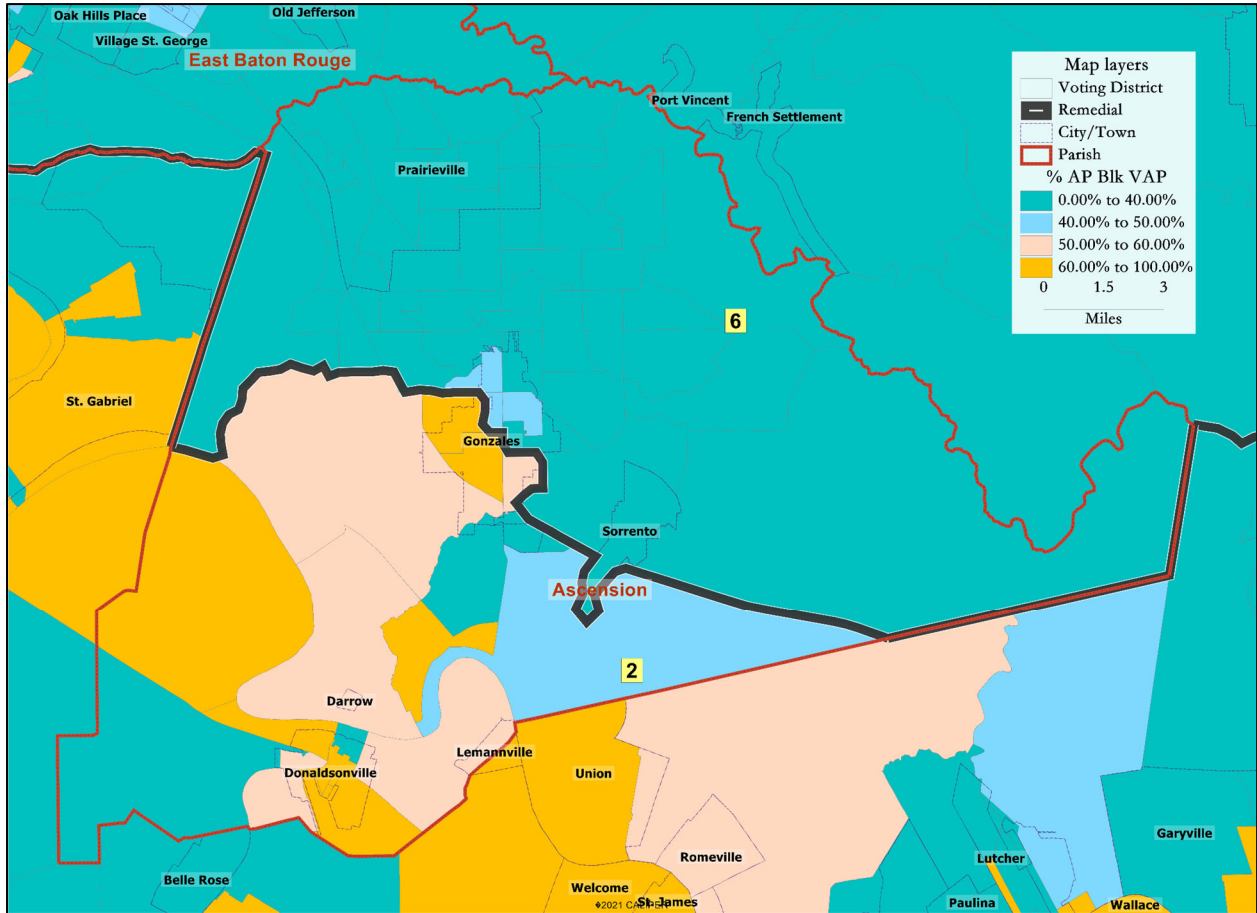 Oak Hills Place
Old Jefferson
Village St. George
East Baton Rouge
Port Vincent
French Settlement
Prairieville
Map layers
Voting District
Remedial
City/Town
Parish
% AP Blk VAP
0.00% to 40.00%
40.00% to 50.00%
50.00% to 60.00%
60.00% to 100.00%
0 1.5 3
Miles
6
St. Gabriel
Gonzales
Sorrento
Ascension
2
Darrow
Lemannville
Donaldsonville
Union
Romeville
Garyville
Lutcher
Belle Rose
Welcome
St. James
Paulina
Wallace